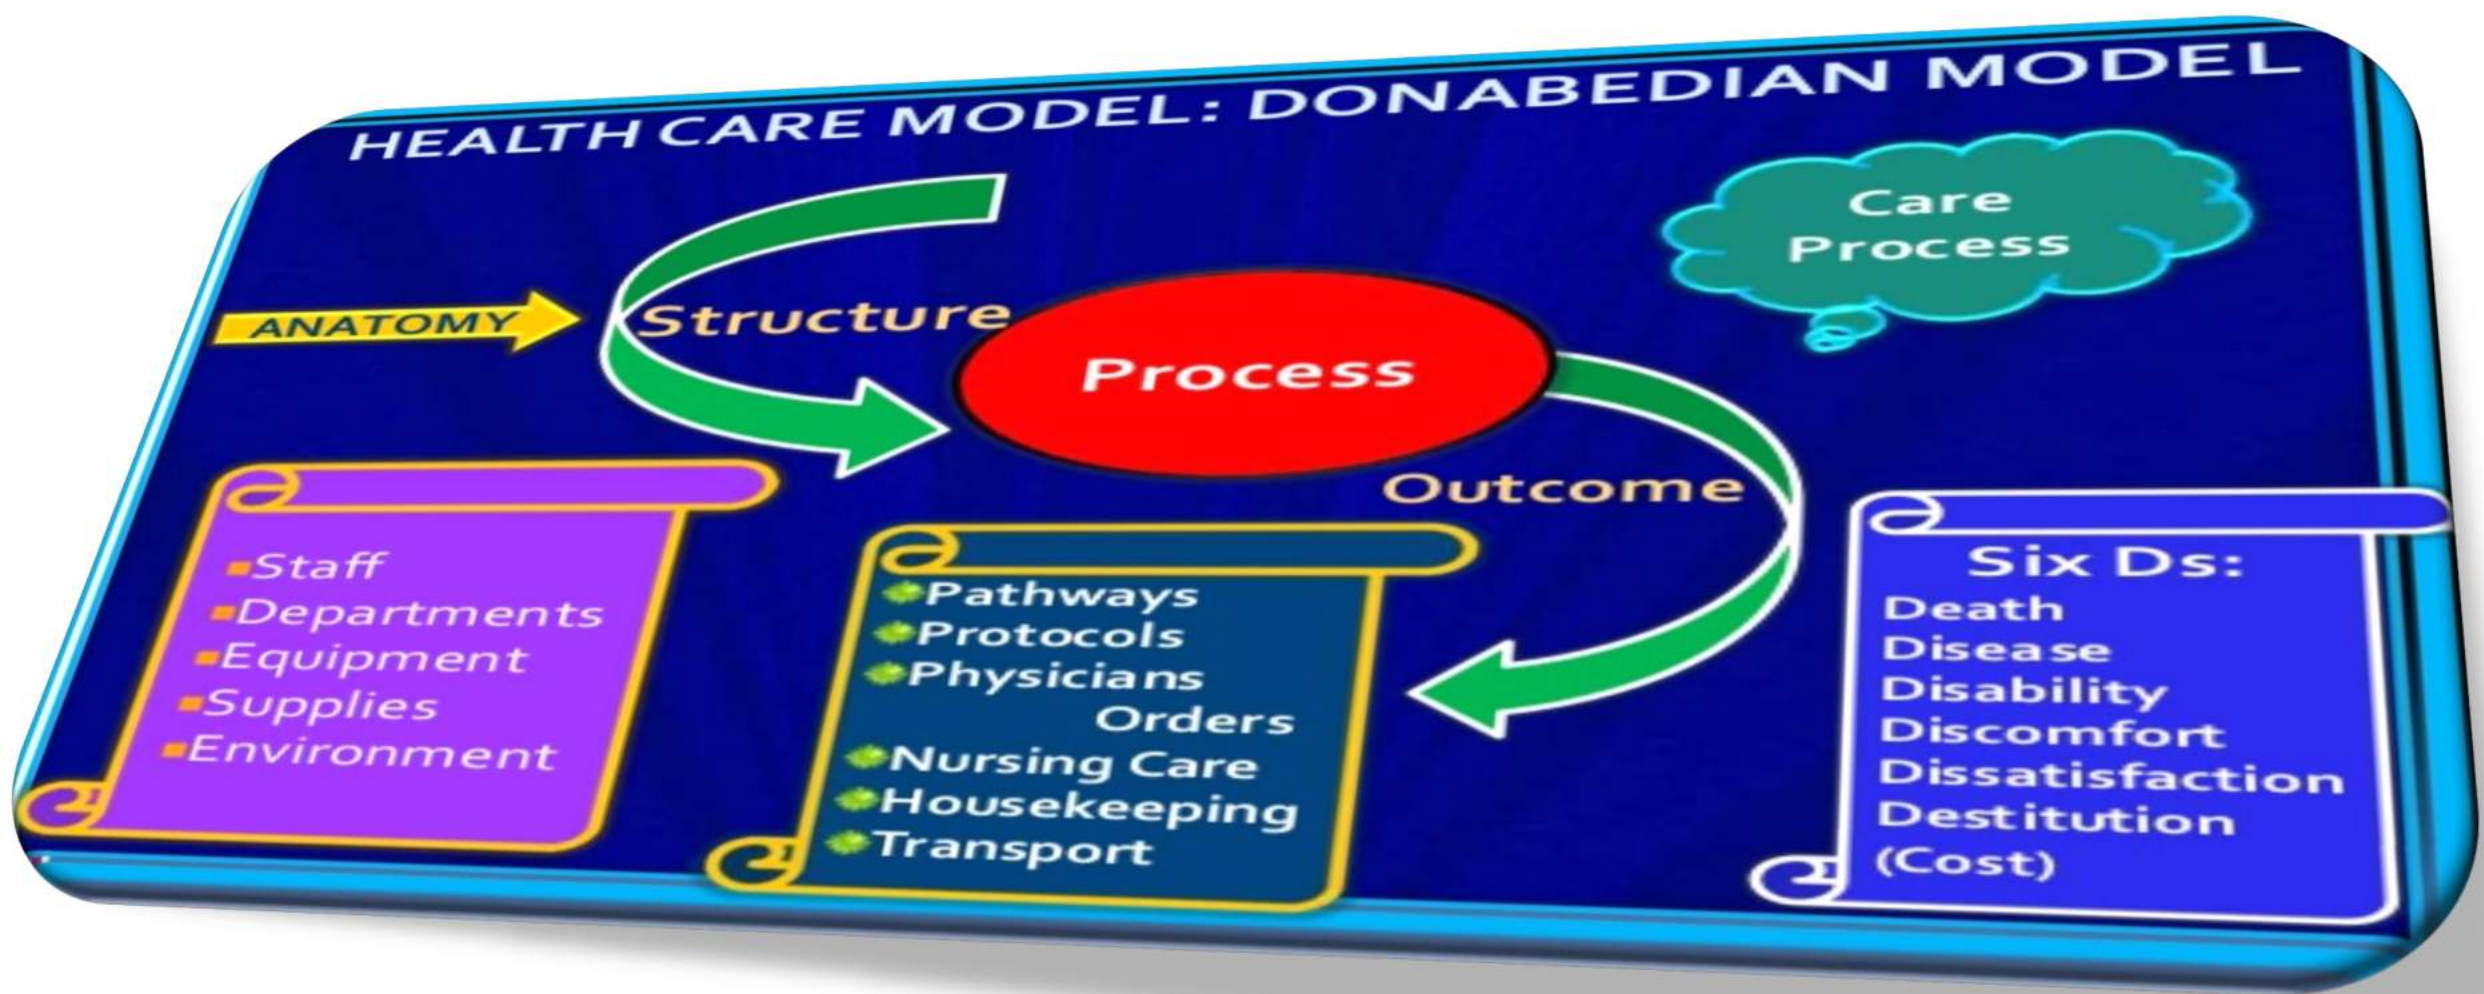 HEALTH CARE MODEL: DONABEDIAN MODEL
Care
Process
ANATOMY
Structure
Process
Outcome
Staff
Departments
Equipment
Supplies
Environment
Pathways
Protocols
Physicians
Orders
Nursing Care
Housekeeping
Transport
Six Ds:
Death
Disease
Disability
Discomfort
Dissatisfaction
Destitution
(Cost)